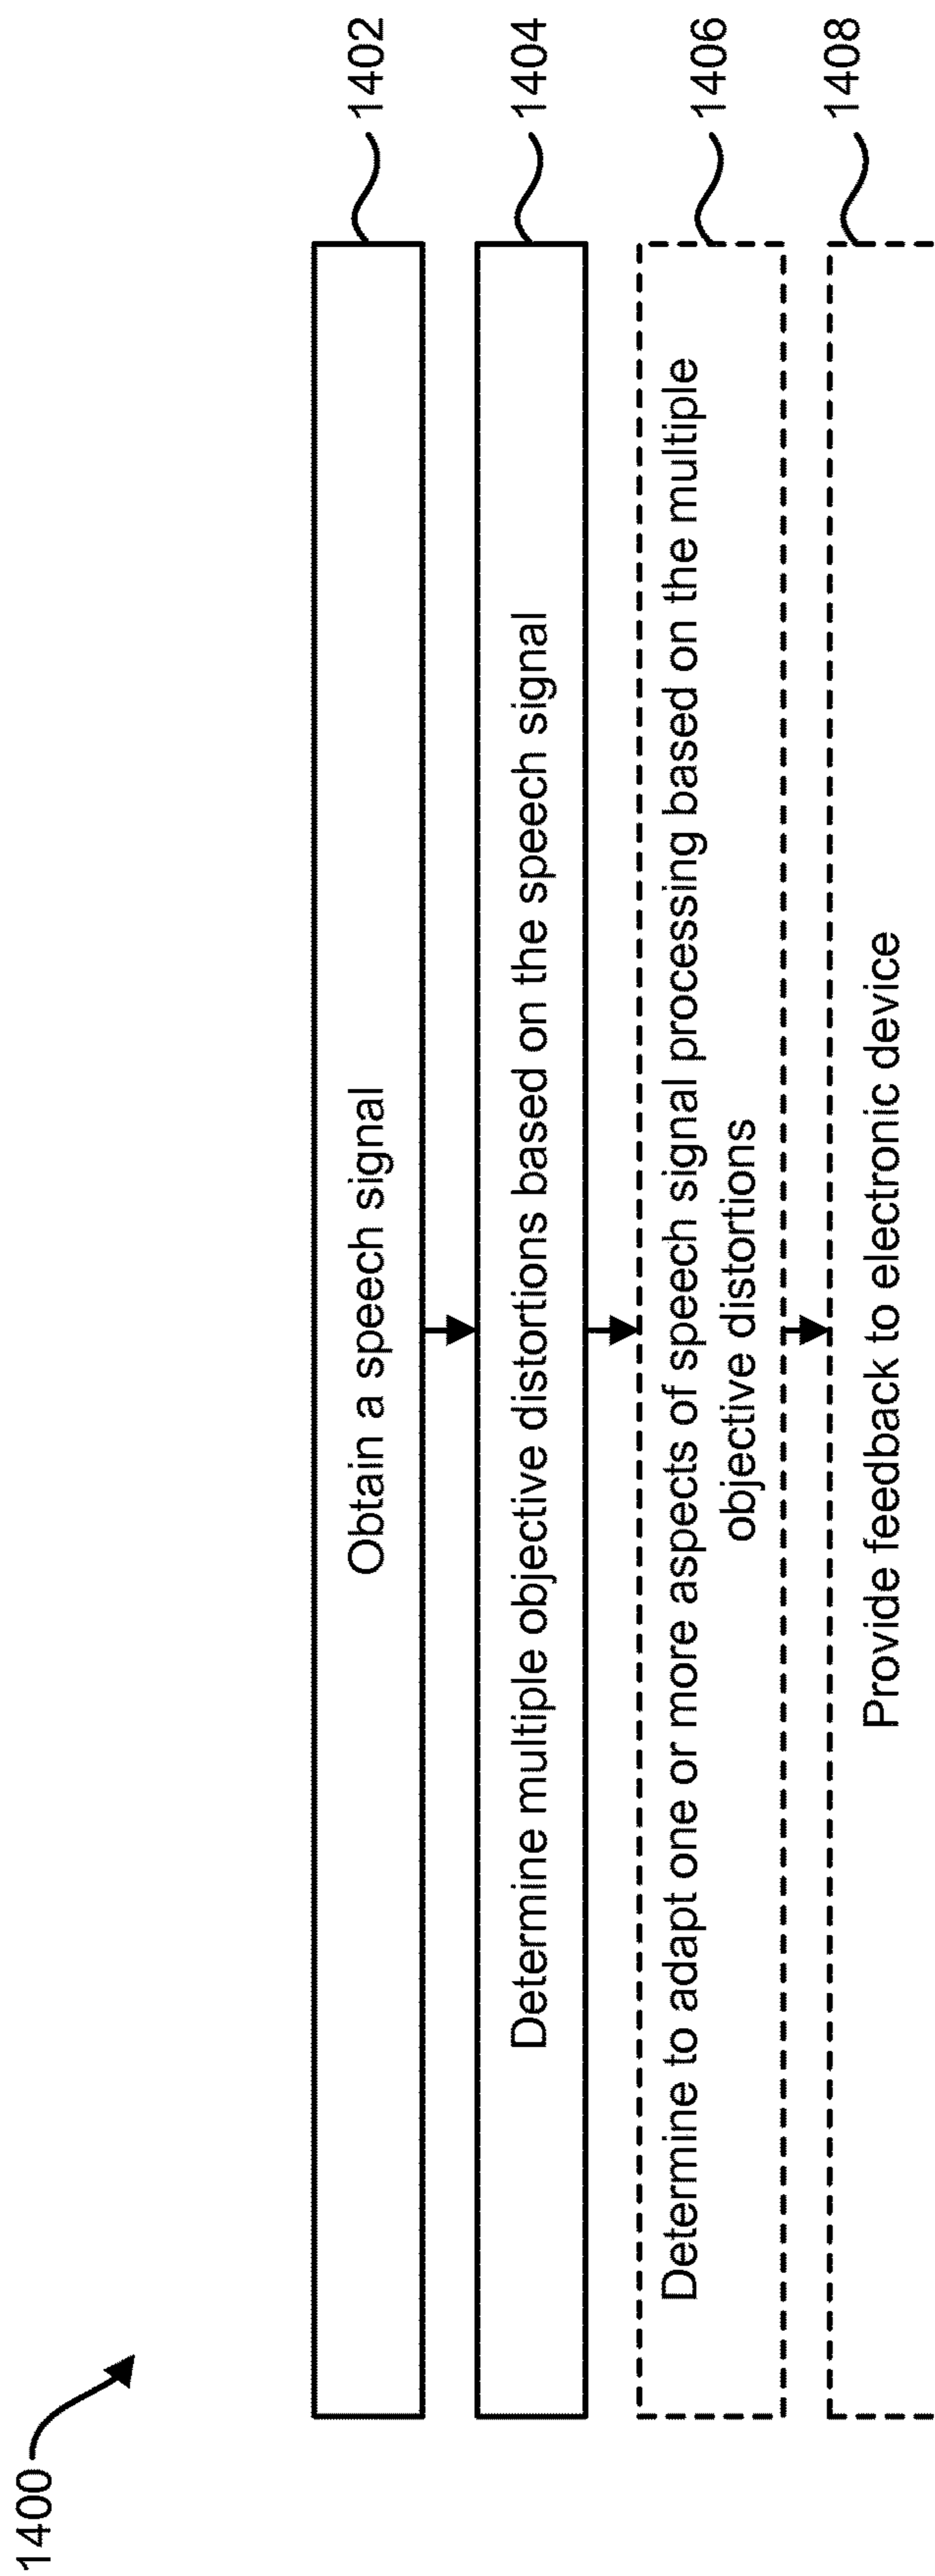 1400
Obtain a speech signal
1402
Determine multiple objective distortions based on the speech signal
1404
Determine to adapt one or more aspects of speech signal processing based on the multiple
objective distortions
1406
Provide feedback to electronic device
1408